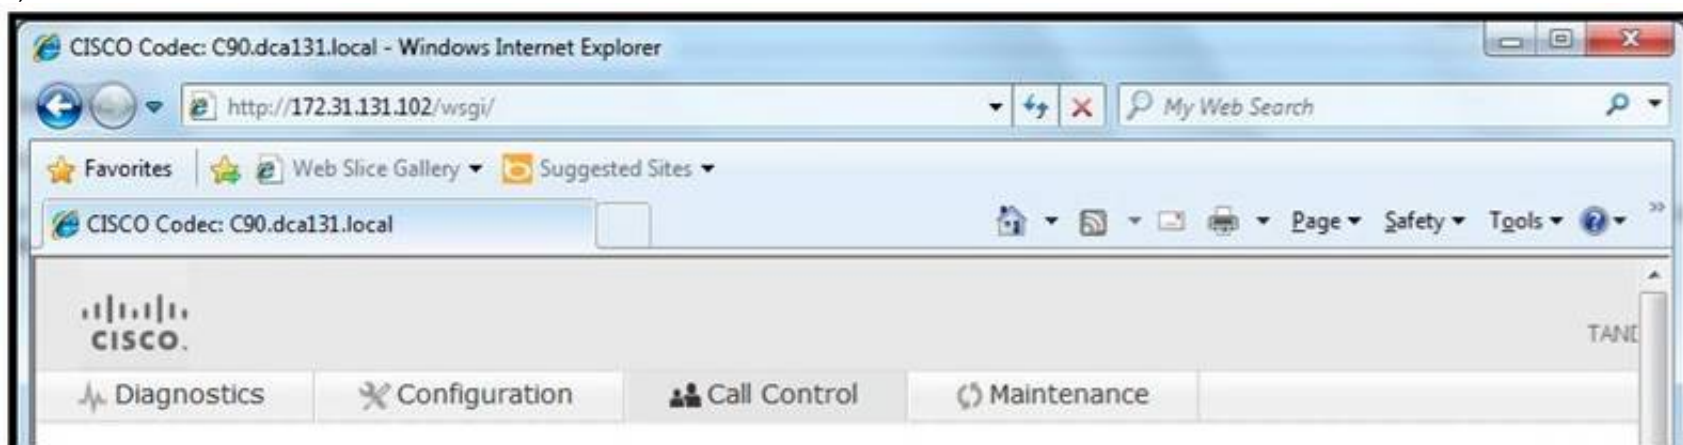 CISCO Codec: C90.dca131.local - Windows Internet Explorer
http://172.31.131.102/wsgi/ My Web Search
Favorites Web Slice Gallery Suggested Sites
CISCO Codec: C90.dca131.local Page Safety Tools
CISCO.
TAND
Diagnostics Configuration Call Control Maintenance